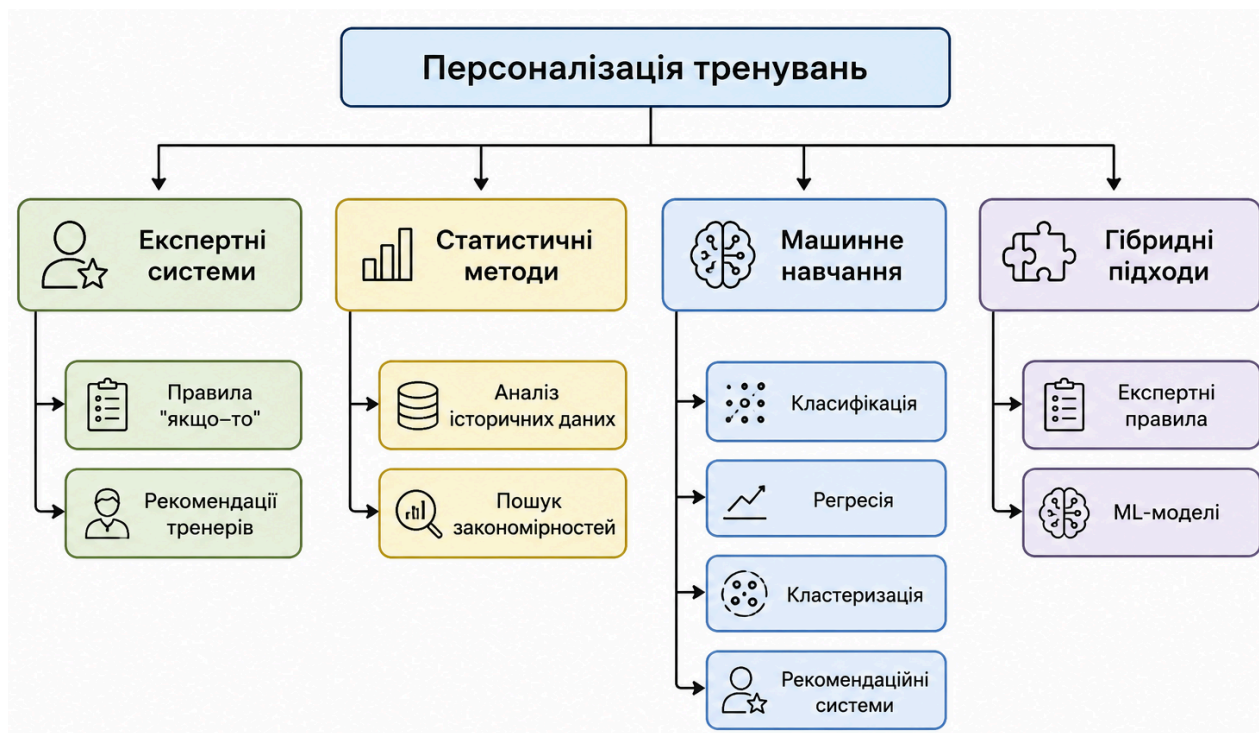 Персоналізація тренувань
Експертні
системи
Правила
"якщо–то"
Рекомендації
тренерів
Статистичні
методи
Аналіз
історичних даних
Пошук
закономірностей
Машинне
навчання
Класифікація
Регресія
Кластеризація
Рекомендаційні
системи
Гібридні
підходи
Експертні
правила
ML-моделі